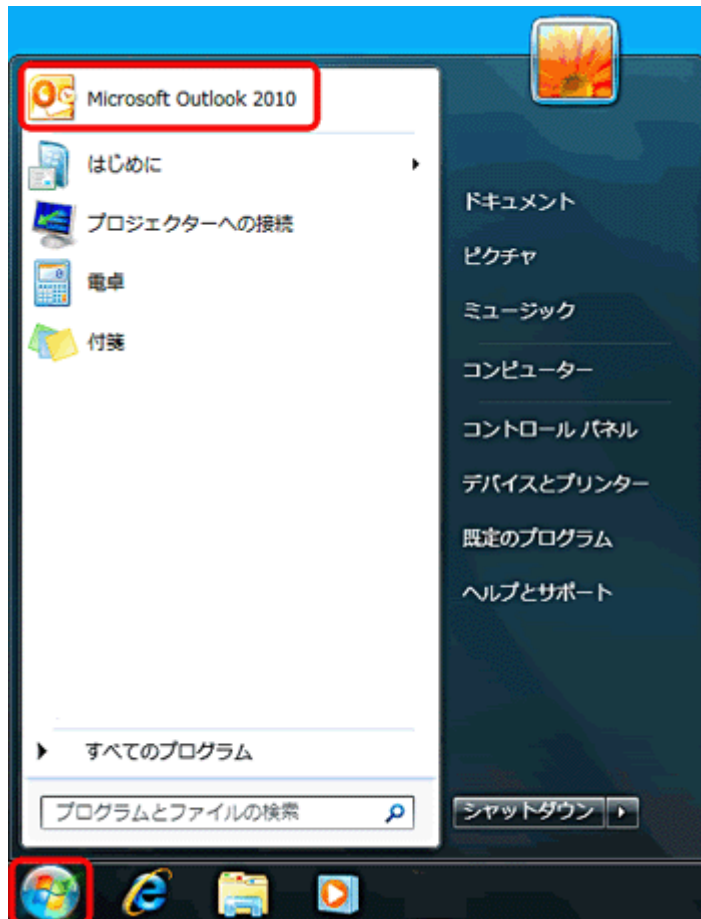 Microsoft Outlook 2010
はじめに
プロジェクターへの接続
電卓
付箋
すべてのプログラム
プログラムとファイルの検索
ドキュメント
ピクチャ
ミュージック
コンピューター
コントロール パネル
デバイスとプリンター
既定のプログラム
ヘルプとサポート
シャットダウン